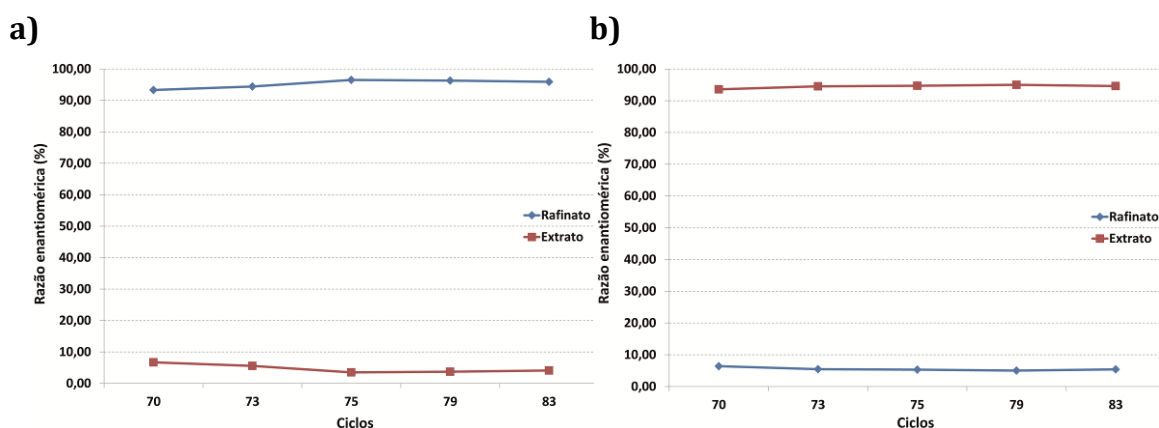 a)
100,00
90,00
80,00
70,00
60,00
50,00
40,00
30,00
20,00
10,00
0,00
Razão enantiomérica (%)
70 73 75 79 83
Ciclos
Rafinato
Extrato
b)
100,00
90,00
80,00
70,00
60,00
50,00
40,00
30,00
20,00
10,00
0,00
Razão enantiomérica (%)
70 73 75 79 83
Ciclos
Rafinato
Extrato